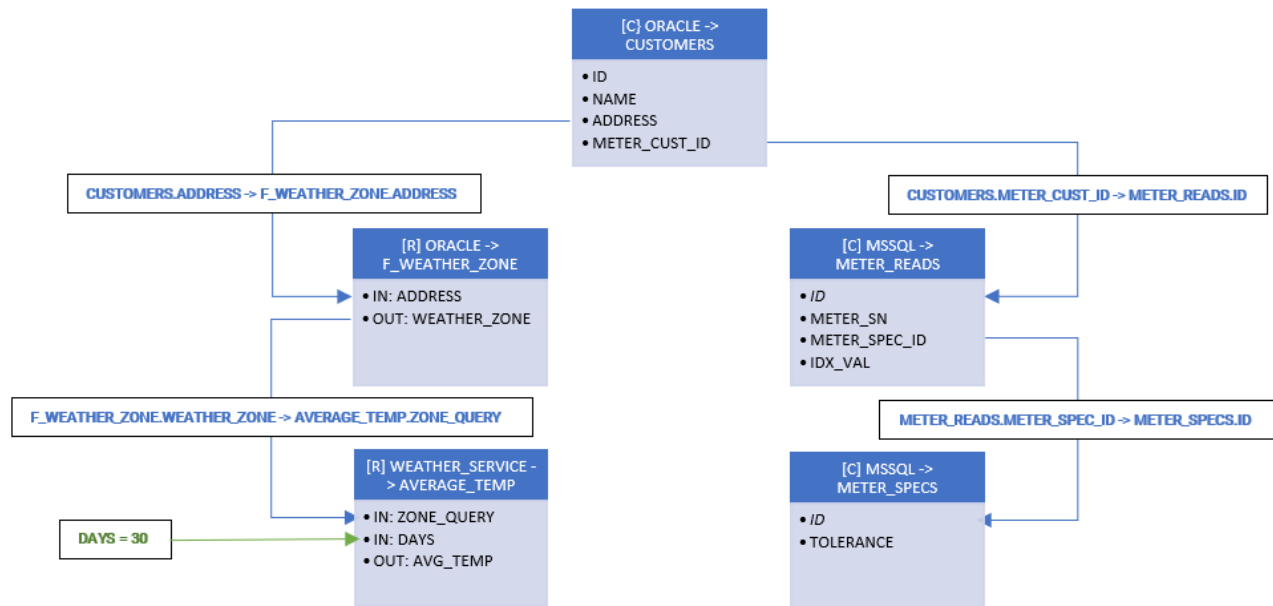 [C} ORACLE ->
CUSTOMERS
• ID
• NAME
• ADDRESS
• METER_CUST_ID
CUSTOMERS.ADDRESS -> F_WEATHER_ZONE.ADDRESS
CUSTOMERS.METER_CUST_ID -> METER_READS.ID
[R] ORACLE ->
F_WEATHER_ZONE
• IN: ADDRESS
• OUT: WEATHER_ZONE
[C] MSSQL ->
METER_READS
• ID
• METER_SN
• METER_SPEC_ID
• IDX_VAL
F_WEATHER_ZONE.WEATHER_ZONE -> AVERAGE_TEMP.ZONE_QUERY
METER_READS.METER_SPEC_ID -> METER_SPECS.ID
[R] WEATHER_SERVICE -
> AVERAGE_TEMP
• IN: ZONE_QUERY
• IN: DAYS
• OUT: AVG_TEMP
DAYS = 30
[C] MSSQL ->
METER_SPECS
• ID
• TOLERANCE